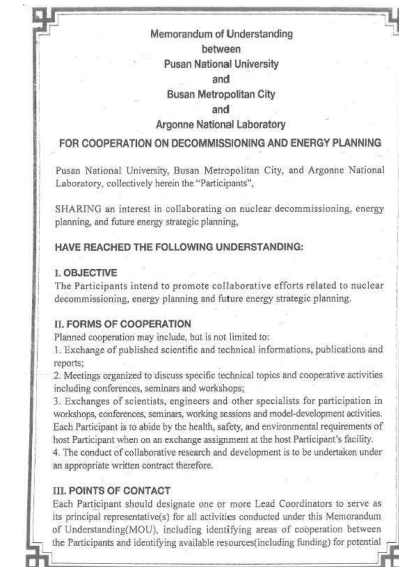 Memorandum of Understanding
between
Pusan National University
and
Busan Metropolitan City
and
Argonne National Laboratory
FOR COOPERATION ON DECOMMISSIONING AND ENERGY PLANNING
Pusan National University, Busan Metropolitan City, and Argonne National
Laboratory, collectively herein the "Participants",
SHARING an interest in collaborating on nuclear decommissioning, energy
planning, and future energy strategic planning,
HAVE REACHED THE FOLLOWING UNDERSTANDING:
I. OBJECTIVE
The Participants intend to promote collaborative efforts related to nuclear
decommissioning, energy planning and future energy strategic planning.
II. FORMS OF COOPERATION
Planned cooperation may include, but is not limited to:
1. Exchange of published scientific and technical informations, publications and
reports;
2. Meetings organized to discuss specific technical topics and cooperative activities
including conferences, seminars and workshops;
3. Exchanges of scientists, engineers and other specialists for participation in
workshops, conferences, seminars, working sessions and model-development activities.
Each Participant is to abide by the health, safety, and environmental requirements of
host Participant when on an exchange assignment at the host Participant's facility.
4. The conduct of collaborative research and development is to be undertaken under
an appropriate written contract therefore.
III. POINTS OF CONTACT
Each Participant should designate one or more Lead Coordinators to serve as
its principal representative(s) for all activities conducted under this Memorandum
of Understanding(MOU), including identifying areas of cooperation between
the Participants and identifying available resources(including funding) for potential